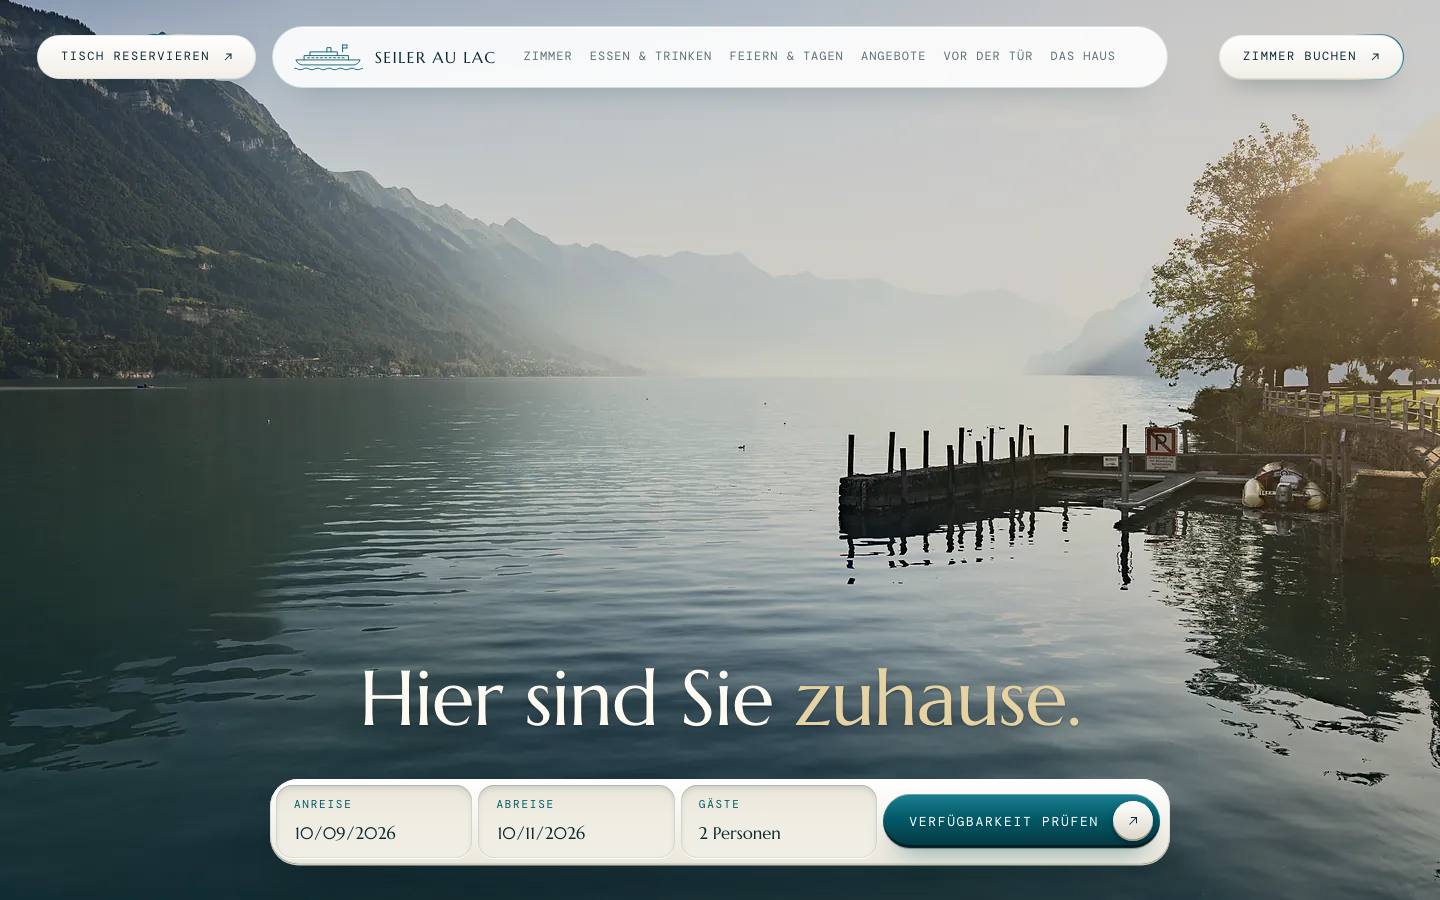 TISCH RESERVIEREN
SEILER AU LAC
ZIMMER
ESSEN & TRINKEN
FEIERN & TAGEN
ANGEBOTE
VOR DER TÜR
DAS HAUS
ZIMMER BUCHEN
Hier sind Sie zuhause.
ANREISE
10/09/2026
ABREISE
10/11/2026
GÄSTE
2 Personen
VERFÜGBARKEIT PRÜFEN